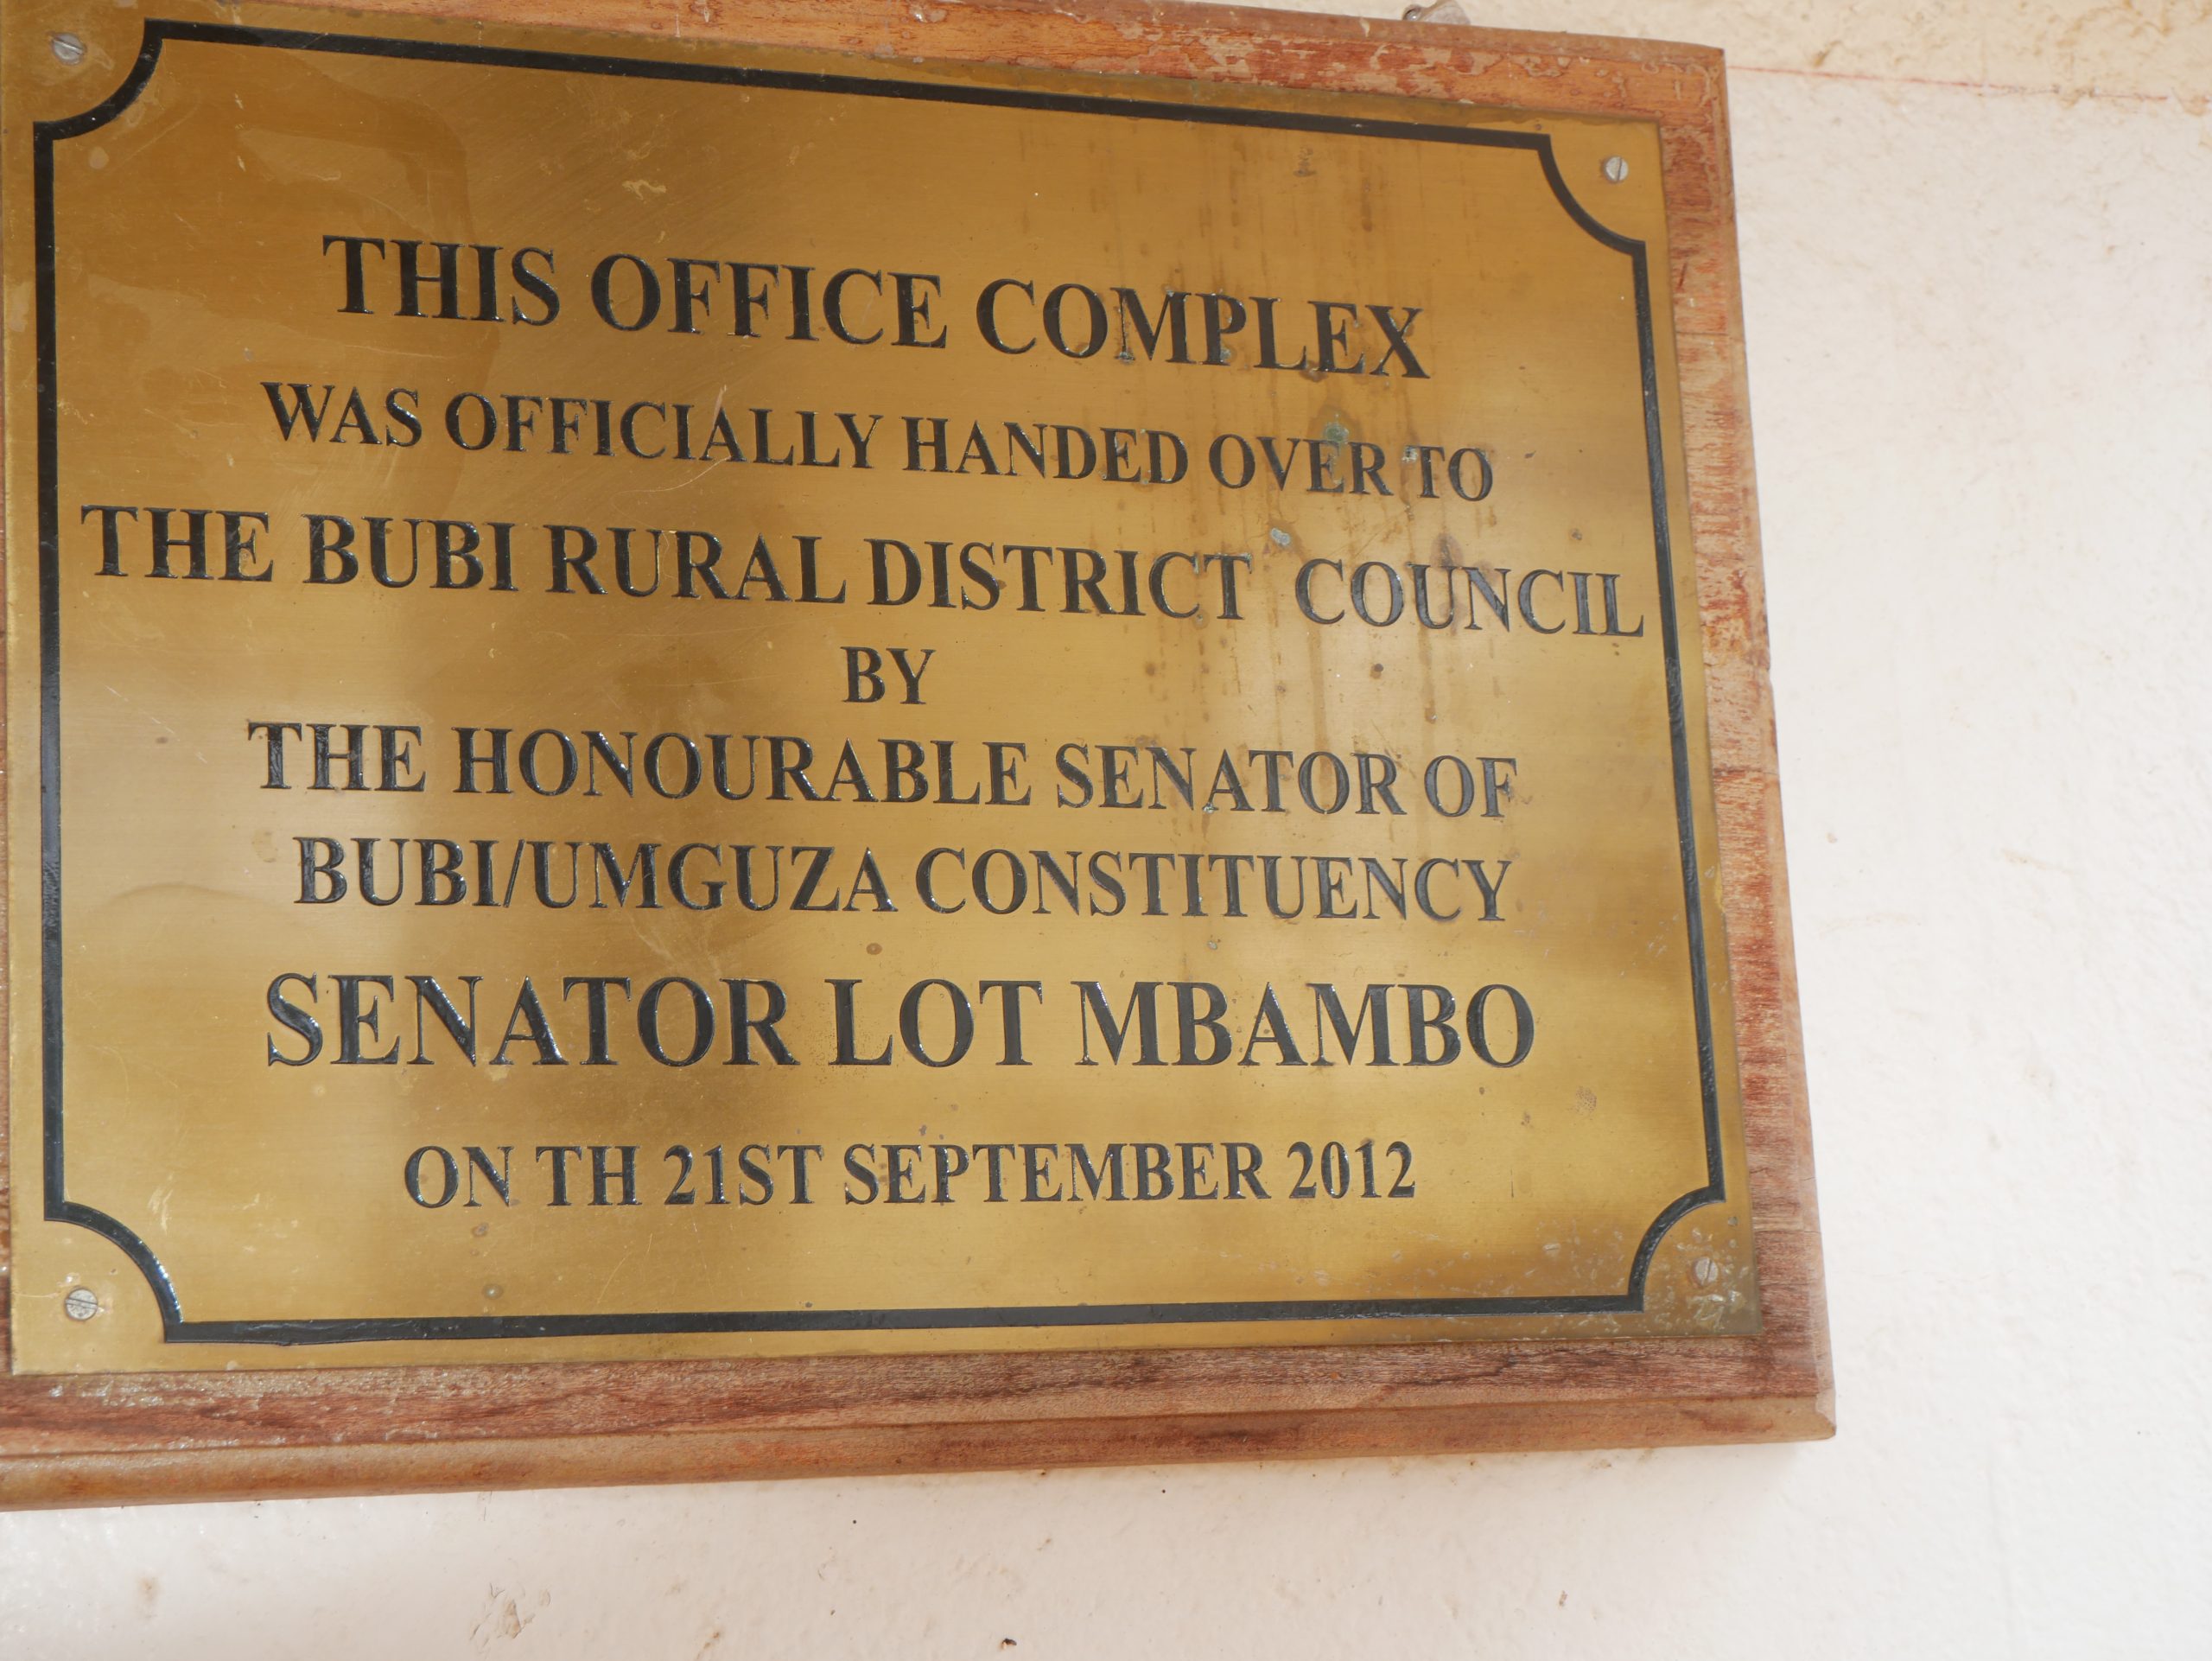 THIS OFFICE COMPLEX
WAS OFFICIALLY HANDED OVER TO
THE BUBI RURAL DISTRICT COUNCIL
BY
THE HONOURABLE SENATOR OF
BUBI/UMGUZA CONSTITUENCY
SENATOR LOT MBAMBO
ON TH 21ST SEPTEMBER 2012